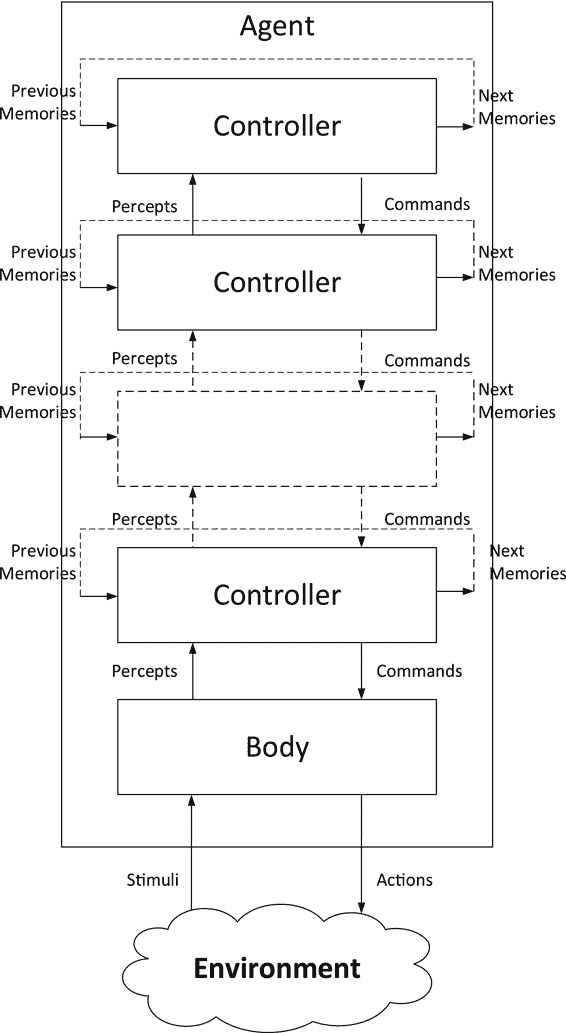 Agent
Previous
Memories
Controller
Next
Memories
Percepts
Commands
Previous
Memories
Controller
Next
Memories
Percepts
Commands
Previous
Memories
Next
Memories
Percepts
Commands
Previous
Memories
Controller
Next
Memories
Percepts
Commands
Body
Stimuli
Actions
Environment